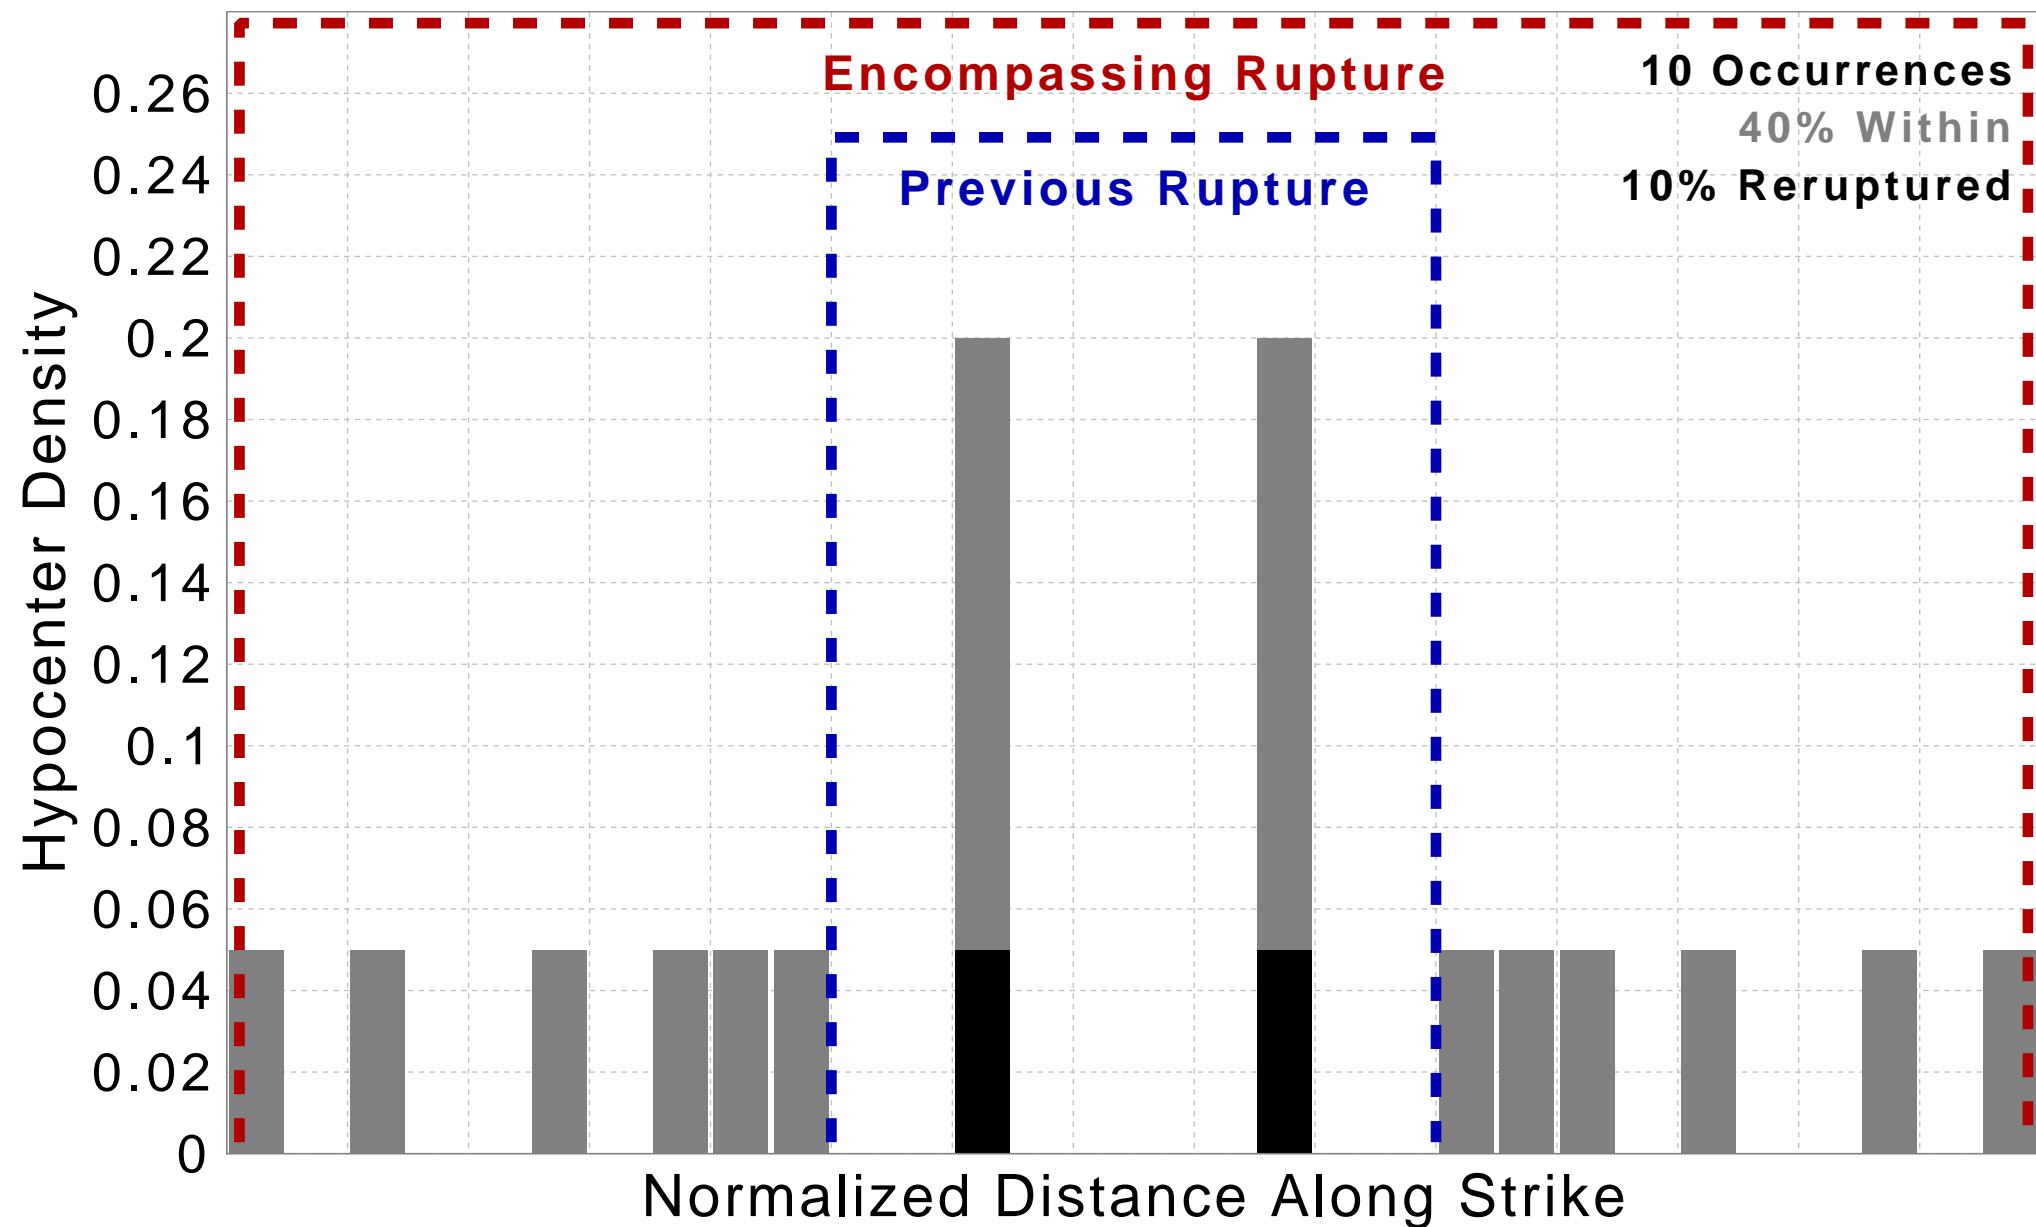 Encompassing Rupture
10 Occurrences
40% Within
Previous Rupture
10% Reruptured
Hypocenter Density
0.26
0.24
0.22
0.2
0.18
0.16
0.14
0.12
0.1
0.08
0.06
0.04
0.02
0
Normalized Distance Along Strike